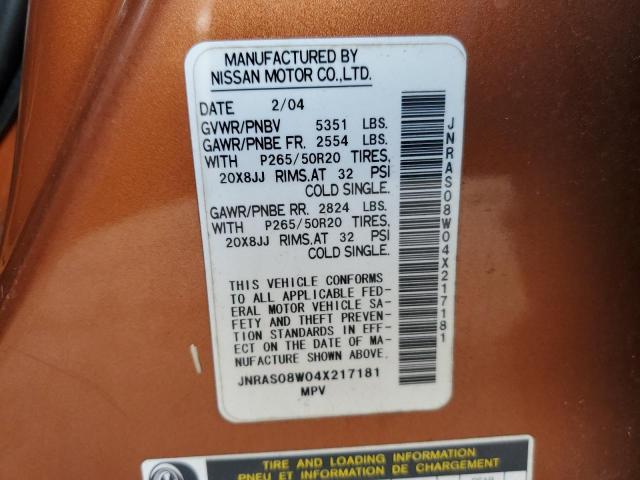 MANUFACTURED BY
NISSAN MOTOR CO.,LTD.
DATE 2/04
GVWR/PNBV 5351 LBS.
GAWR/PNBE FR. 2554 LBS.
WITH P265/50R20 TIRES,
20X8JJ RIMS.AT 32 PSI
COLD SINGLE.
GAWR/PNBE RR. 2824 LBS.
WITH P265/50R20 TIRES,
20X8JJ RIMS.AT 32 PSI
COLD SINGLE.
THIS VEHICLE CONFORMS
TO ALL APPLICABLE FED-
ERAL MOTOR VEHICLE SA-
FETY AND THEFT PREVEN-
TION STANDARDS IN EFF-
ECT ON THE DATE OF MA-
NUFACTURE SHOWN ABOVE.
JNRAS08W04X217181
MPV
JNRAS08W04X217181
TIRE AND LOADING INFORMATION
PNEU ET INFORMATION DE CHARGEMENT